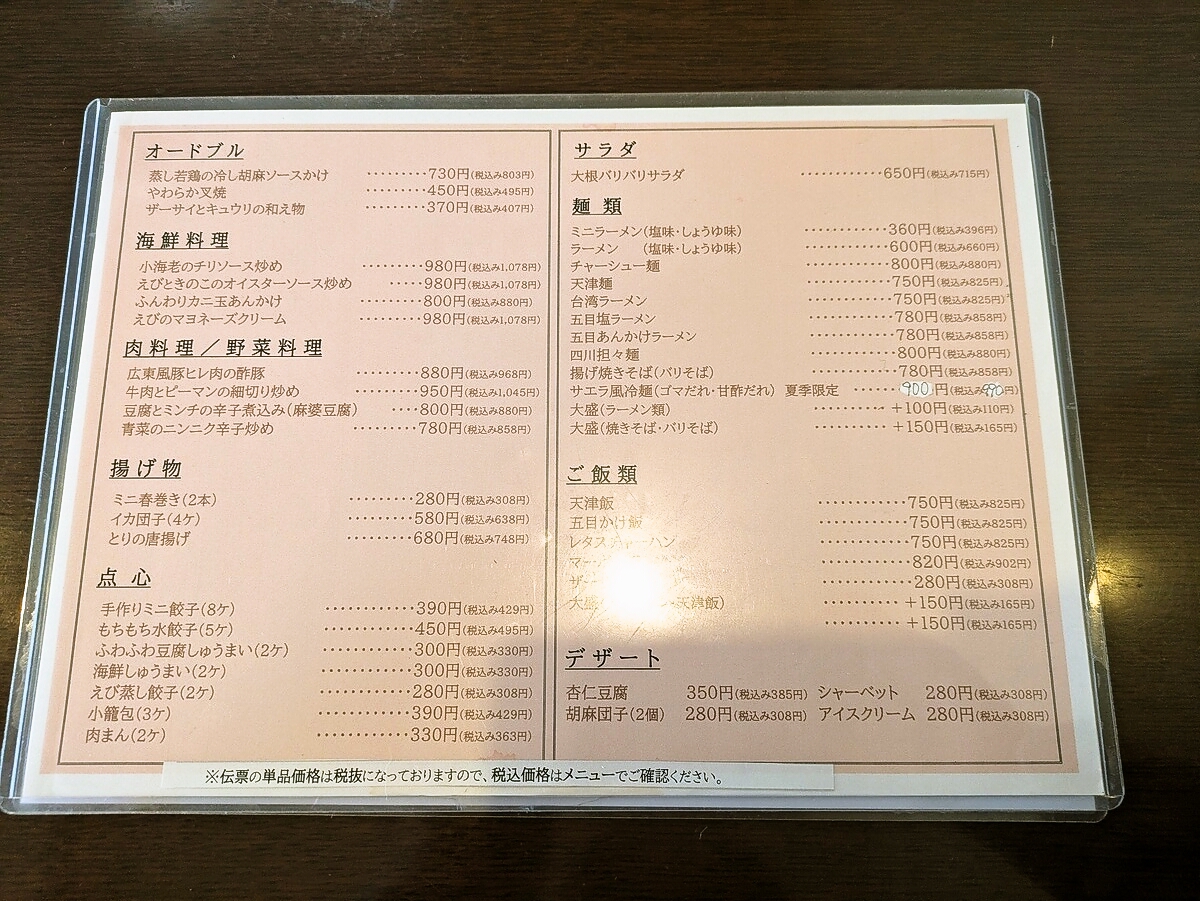 オードブル
蒸し若鶏の冷し胡麻ソースかけ ·········730円(税込み803円)
やわらか叉焼 ·········450円(税込み495円)
ザーサイとキュウリの和え物 ·········370円(税込み407円)
海鮮料理
小海老のチリソース炒め ·········980円(税込み1,078円)
えびときのこのオイスターソース炒め ·····980円(税込み1,078円)
ふんわりカニ玉あんかけ ·········800円(税込み880円)
えびのマヨネーズクリーム ·········980円(税込み1,078円)
肉料理／野菜料理
広東風豚ヒレ肉の酢豚 ·········880円(税込み968円)
牛肉とピーマンの細切り炒め ·········950円(税込み1,045円)
豆腐とミンチの辛子煮込み(麻婆豆腐) ····800円(税込み880円)
青菜のニンニク辛子炒め ·········780円(税込み858円)
揚げ物
ミニ春巻き(2本) ·········280円(税込み308円)
イカ団子(4ケ) ·········580円(税込み638円)
とりの唐揚げ ·········680円(税込み748円)
点心
手作りミニ餃子(8ケ) ············390円(税込み429円)
もちもち水餃子(5ケ) ············450円(税込み495円)
ふわふわ豆腐しゅうまい(2ケ) ············300円(税込み330円)
海鮮しゅうまい(2ケ) ············300円(税込み330円)
えび蒸し餃子(2ケ) ············280円(税込み308円)
小籠包(3ケ) ············390円(税込み429円)
肉まん(2ケ) ············330円(税込み363円)
サラダ
大根バリバリサラダ ············650円(税込み715円)
麺類
ミニラーメン(塩味·しょうゆ味) ············360円(税込み396円)
ラーメン (塩味·しょうゆ味) ············600円(税込み660円)
チャーシュー麺 ············800円(税込み880円)
天津麺 ············750円(税込み825円)
台湾ラーメン ············750円(税込み825円)
五目塩ラーメン ············780円(税込み858円)
五目あんかけラーメン ············780円(税込み858円)
四川担々麺 ············800円(税込み880円)
揚げ焼きそば(バリそば) ············780円(税込み858円)
サエラ風冷麺(ゴマだれ·甘酢だれ) 夏季限定 900円(税込み990円)
大盛(ラーメン類) ··········+100円(税込み110円)
大盛(焼きそば·バリそば) ··········+150円(税込み165円)
ご飯類
天津飯 ············750円(税込み825円)
五目かけ飯 ············750円(税込み825円)
レタスチャーハン ············750円(税込み825円)
············820円(税込み902円)
············280円(税込み308円)
大盛 天津飯) ··········+150円(税込み165円)
··········+150円(税込み165円)
デザート
杏仁豆腐 350円(税込み385円) シャーベット 280円(税込み308円)
胡麻団子(2個) 280円(税込み308円) アイスクリーム 280円(税込み308円)
※伝票の単品価格は税抜になっておりますので、税込価格はメニューでご確認ください。